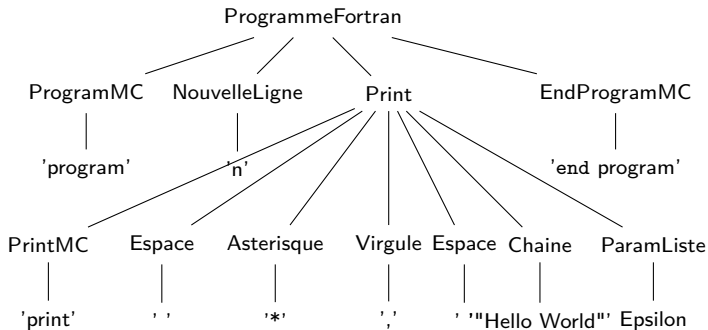 ProgrammeFortran
ProgramMC NouvelleLigne Print EndProgramMC
'program' 'n' 'end program'
PrintMC Espace Asterisque Virgule Espace Chaine ParamListe
'print' ' ' '*' ',' ' ' '"Hello World"' Epsilon